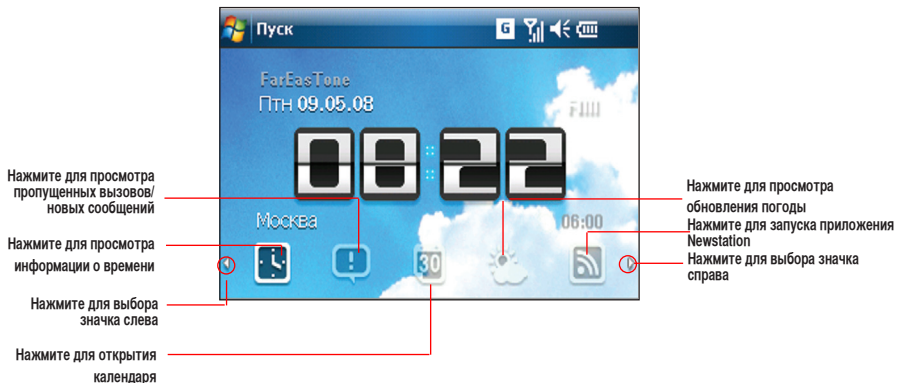 Пуск
G
FarEasTone
Птн 09.05.08
00:22
Москва
06:00
30
Нажмите для просмотра
пропущенных вызовов/
новых сообщений
Нажмите для просмотра
информации о времени
Нажмите для выбора
значка слева
Нажмите для открытия
календаря
Нажмите для просмотра
обновления погоды
Нажмите для запуска приложения
Newstation
Нажмите для выбора значка
справа